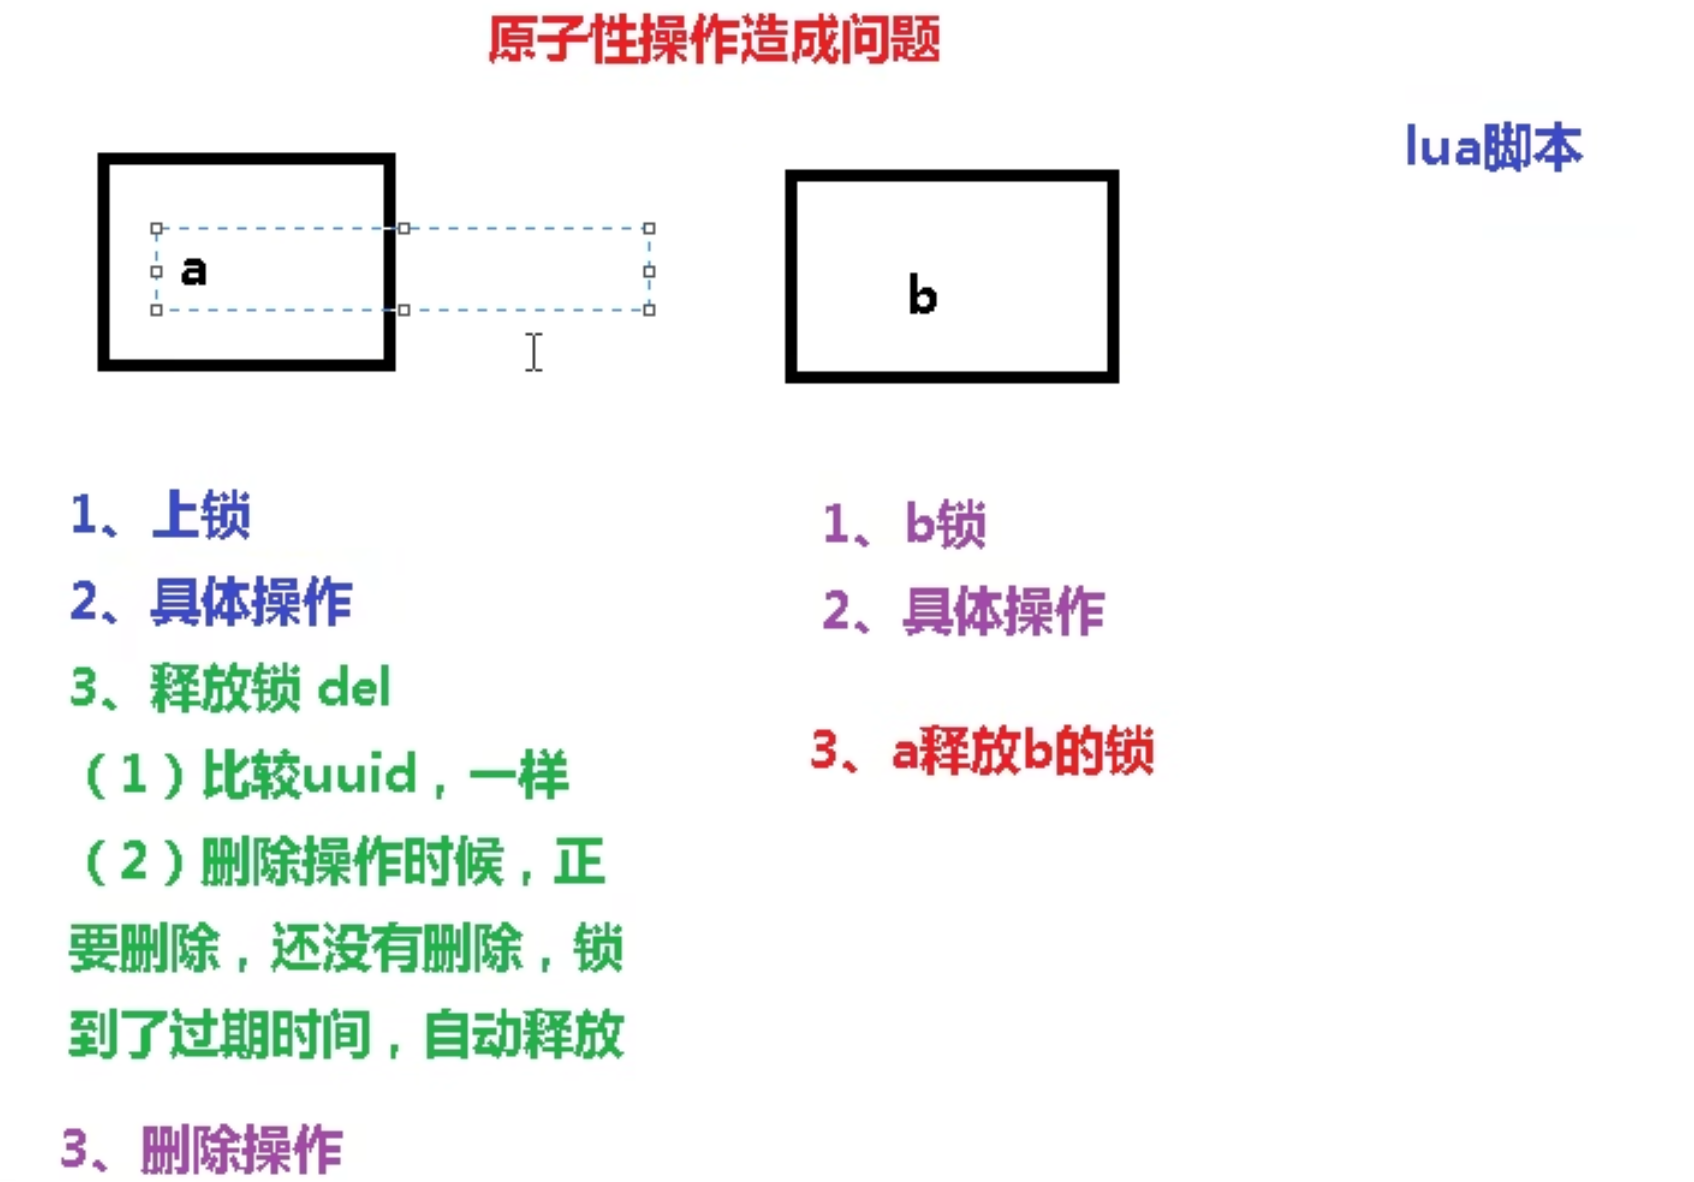 原子性操作造成问题
lua脚本
a
b
1、上锁
2、具体操作
3、释放锁 del
（1）比较uuid，一样
（2）删除操作时候，正
要删除，还没有删除，锁
到了过期时间，自动释放
3、删除操作
1、b锁
2、具体操作
3、a释放b的锁